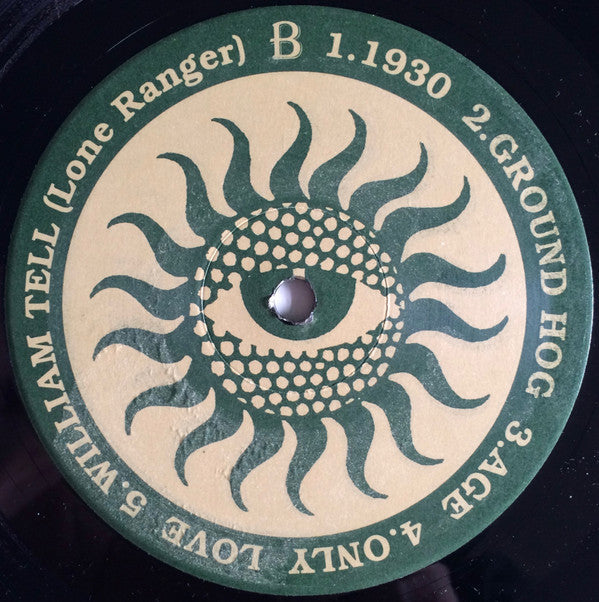 B 1.1930 2.GROUND HOG 3.AGE 4.ONLY LOVE 5.WILLIAM TELL (Lone Ranger)